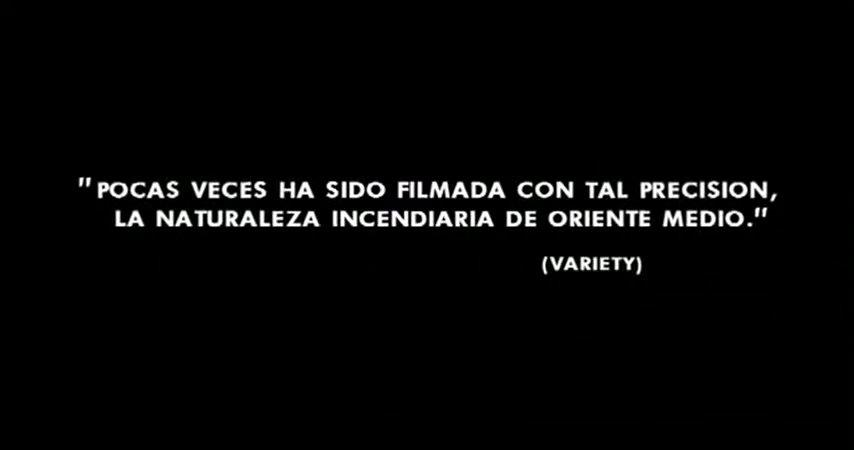 "POCAS VECES HA SIDO FILMADA CON TAL PRECISION,
LA NATURALEZA INCENDIARIA DE ORIENTE MEDIO."
(VARIETY)